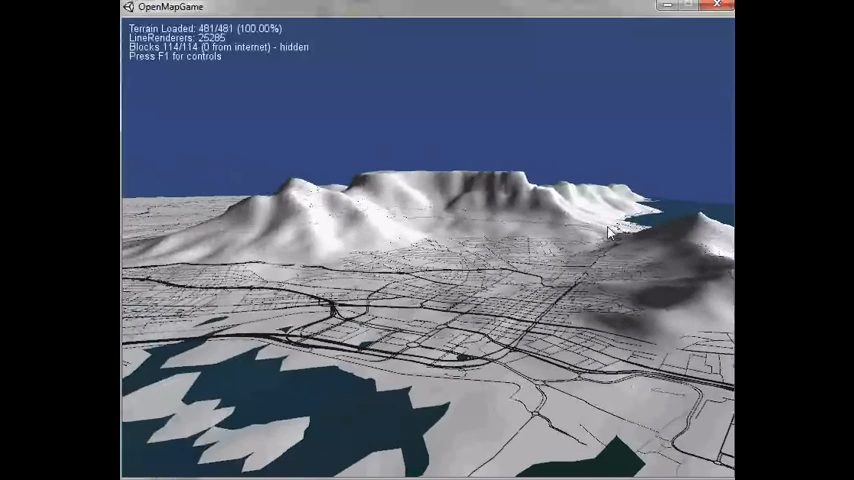 OpenMapGame
Terrain Loaded: 481/481 (100.00%)
LineRenderers: 25285
Blocks 114/114 (0 from internet) - hidden
Press F1 for controls